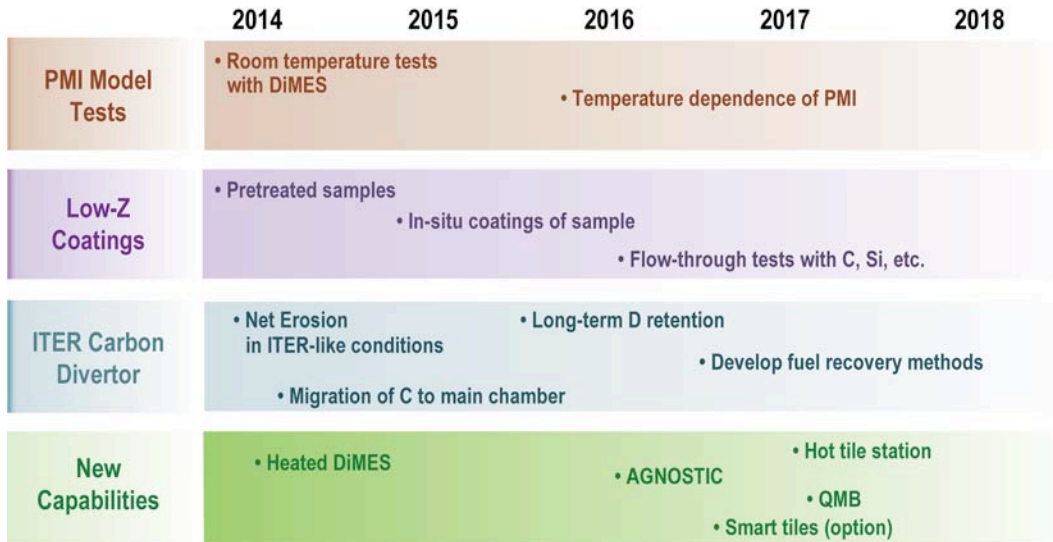 2014 2015 2016 2017 2018
PMI Model
Tests
• Room temperature tests
with DiMES
• Temperature dependence of PMI
Low-Z
Coatings
• Pretreated samples
• In-situ coatings of sample
• Flow-through tests with C, Si, etc.
ITER Carbon
Divertor
• Net Erosion
in ITER-like conditions
• Long-term D retention
• Develop fuel recovery methods
• Migration of C to main chamber
New
Capabilities
• Heated DiMES
• AGNOSTIC
• Hot tile station
• QMB
• Smart tiles (option)